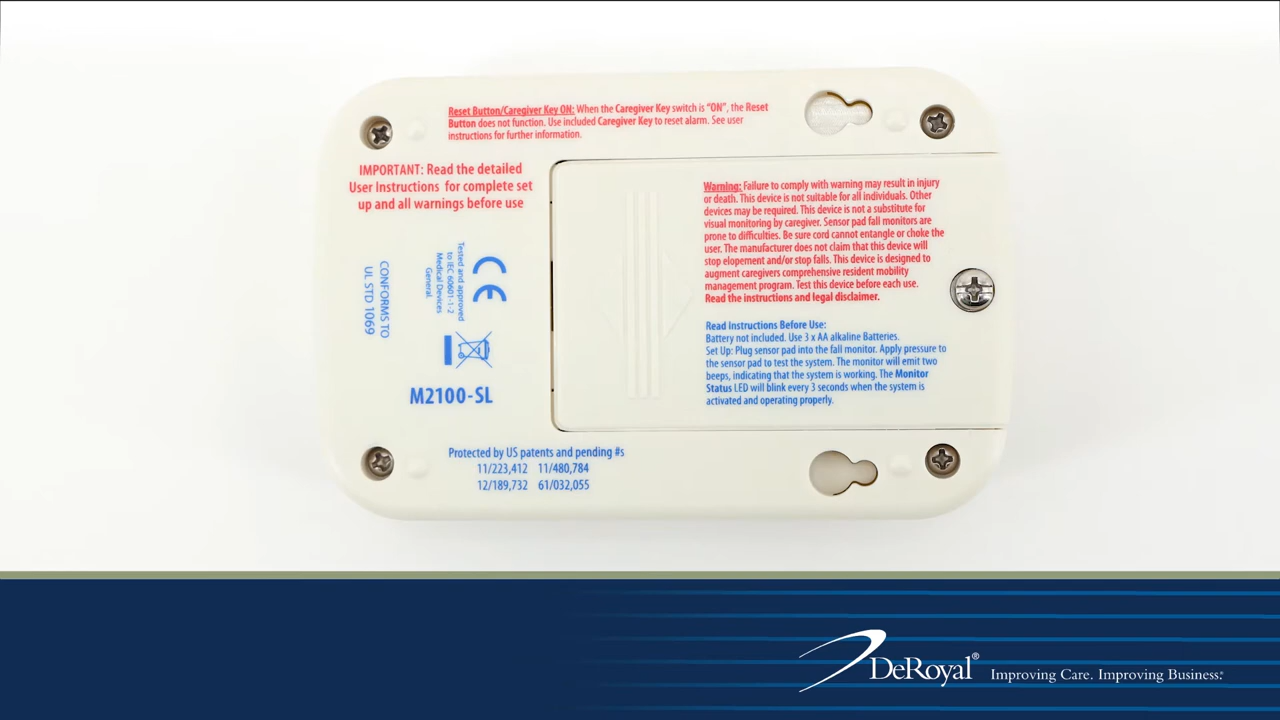 Reset Button/Caregiver Key ON: When the Caregiver Key switch is "ON", the Reset
Button does not function. Use included Caregiver Key to reset alarm. See user
instructions for further information.
IMPORTANT: Read the detailed
User Instructions for complete set
up and all warnings before use
Warning: Failure to comply with warning may result in injury
or death. This device is not suitable for all individuals. Other
devices may be required. This device is not a substitute for
visual monitoring by caregiver. Sensor pad fall monitors are
prone to difficulties. Be sure cord cannot entangle or choke the
user. The manufacturer does not claim that this device will
stop elopement and/or stop falls. This device is designed to
augment caregivers comprehensive resident mobility
management program. Test this device before each use.
Read the instructions and legal disclaimer.
CONFORMS TO
UL STD 1069
Tested and approved
to IEC 60601-1-2
Medical Devices
General
CE
M2100-SL
Read Instructions Before Use:
Battery not included. Use 3 x AA alkaline Batteries.
Set Up: Plug sensor pad into the fall monitor. Apply pressure to
the sensor pad to test the system. The monitor will emit two
beeps, indicating that the system is working. The Monitor
Status LED will blink every 3 seconds when the system is
activated and operating properly.
Protected by US patents and pending #s
11/223,412 11/480,784
12/189,732 61/032,055
DeRoyal® Improving Care. Improving Business.®